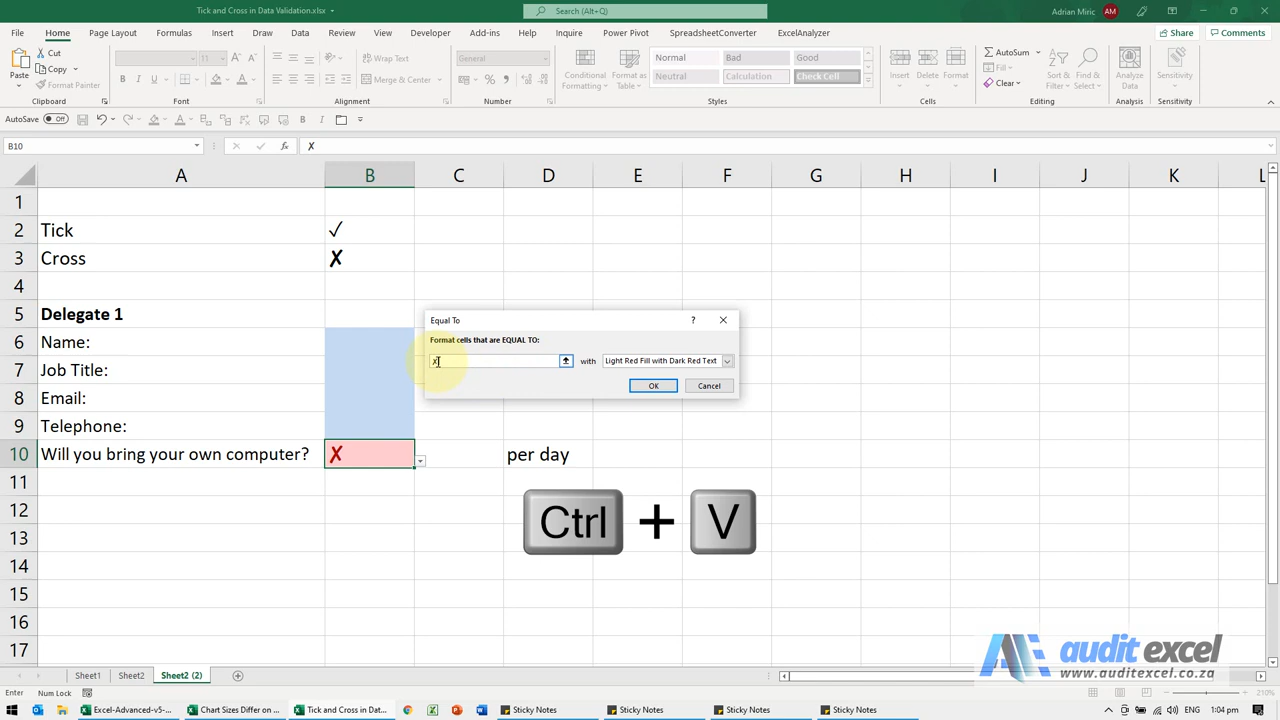 Tick and Cross in Data Validation.xlsx
Search (Alt+Q)
Adrian Miric
AM
File Home Page Layout Formulas Insert Draw Data Review View Developer Add-ins Help Inquire Power Pivot SpreadsheetConverter ExcelAnalyzer
Share
Comments
Paste
Cut
Copy
Format Painter
Clipboard
B I U
Font
Wrap Text
Merge & Center
Alignment
General
Number
Conditional Formatting
Format as Table
Normal Bad Good
Neutral Calculation Check Cell
Styles
Insert Delete Format
Cells
AutoSum
Fill
Clear
Sort & Filter
Find & Select
Editing
Analyze Data
Analysis
Sensitivity
Sensitivity
AutoSave Off
B10
fx ✗
A B C D E F G H I J K L
1
2 Tick ✓
3 Cross ✗
4
5 Delegate 1
6 Name:
7 Job Title:
8 Email:
9 Telephone:
10 Will you bring your own computer? ✗ per day
11
12
13
14
15
16
17
Equal To
?
Format cells that are EQUAL TO:
✗ with Light Red Fill with Dark Red Text
OK Cancel
Ctrl + V
audit excel
www.auditexcel.co.za
Sheet1 Sheet2 Sheet2 (2)
Enter Num Lock
210%
Excel-Advanced-v5-...
Chart Sizes Differ on ...
Tick and Cross in Dat...
Sticky Notes
Sticky Notes
Sticky Notes
Sticky Notes
ENG 1:04 pm